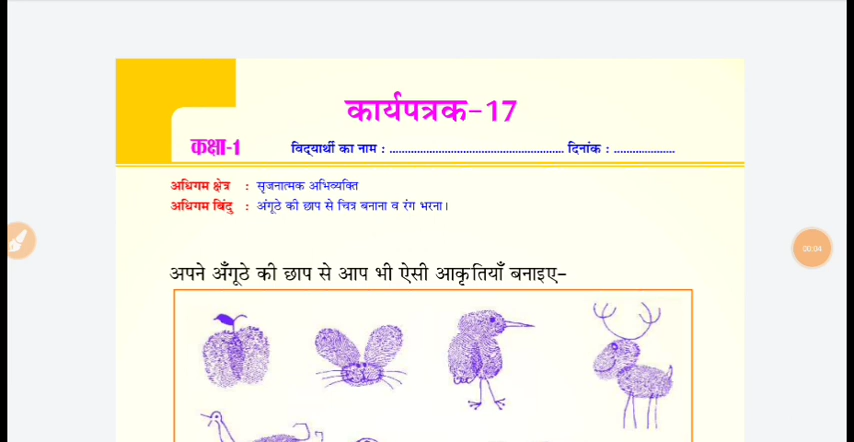 कार्यपत्रक-17
कक्षा-1
विद्‌यार्थी का नाम : ........................................................... दिनांक : ....................
अधिगम क्षेत्र : सृजनात्मक अभिव्यक्ति
अधिगम बिंदु : अंगूठे की छाप से चित्र बनाना व रंग भरना।
00:04
अपने अँगूठे की छाप से आप भी ऐसी आकृतियाँ बनाइए-